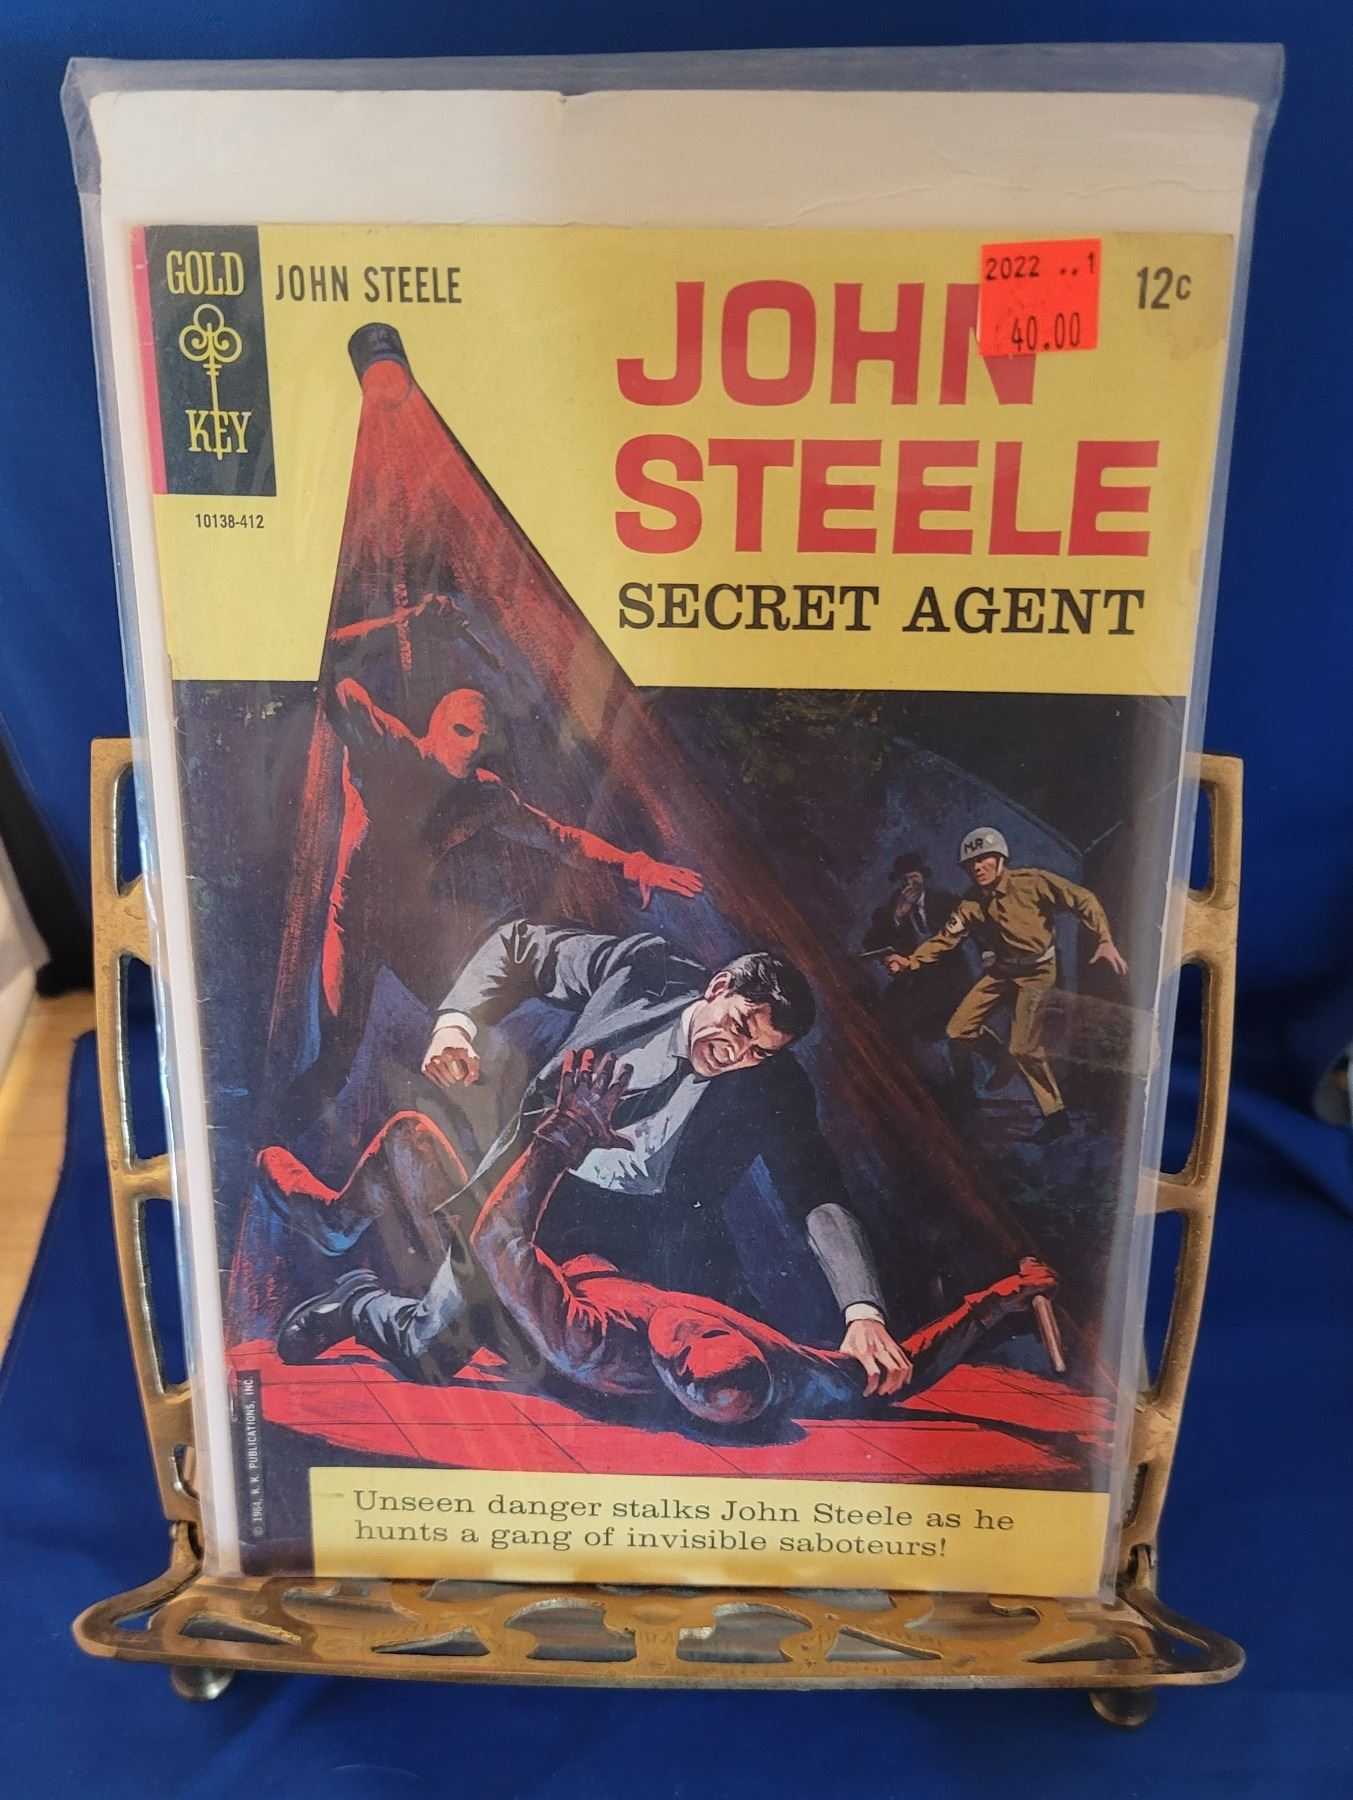 GOLD
KEY
JOHN STEELE
2022 ..1
40.00
12c
JOHN
STEELE
SECRET AGENT
10138-412
MP
© 1964, K. K. PUBLICATIONS, INC.
Unseen danger stalks John Steele as he
hunts a gang of invisible saboteurs!